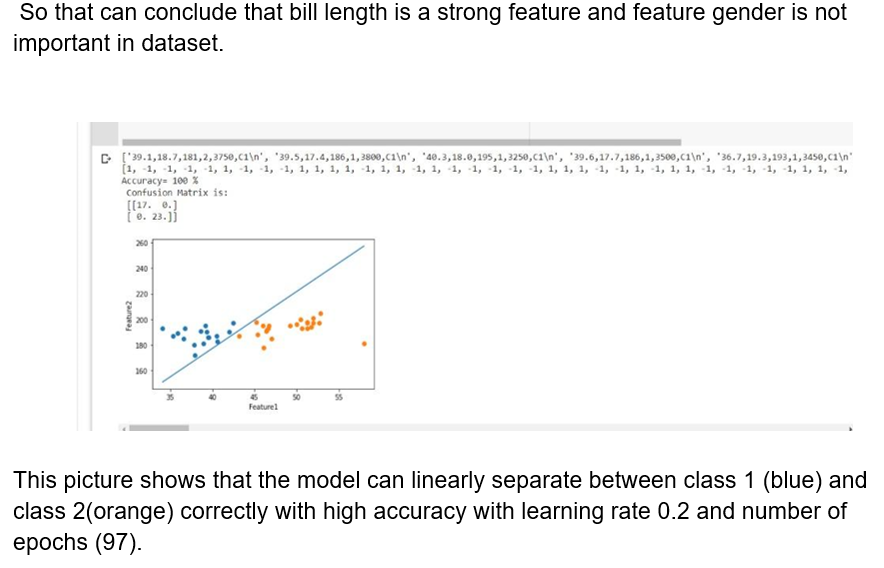 So that can conclude that bill length is a strong feature and feature gender is not
important in dataset.
['39.1,18.7,181,2,3750,C1\n', '39.5,17.4,186,1,3800,C1\n', '40.3,18.0,195,1,3250,C1\n', '39.6,17.7,186,1,3500,C1\n', '36.7,19.3,193,1,3450,C1\n'
[1, -1, -1, -1, -1, 1, -1, -1, -1, 1, 1, 1, 1, -1, 1, 1, -1, 1, -1, -1, -1, -1, -1, 1, 1, 1, -1, -1, 1, -1, 1, 1, -1, -1, -1, -1, -1, 1, 1, -1,
Accuracy= 100 %
Confusion Matrix is:
[[17. 0.]
[ 0. 23.]]
260
240
220
200
180
160
Feature2
35 40 45 50 55
Feature1
This picture shows that the model can linearly separate between class 1 (blue) and
class 2(orange) correctly with high accuracy with learning rate 0.2 and number of
epochs (97).